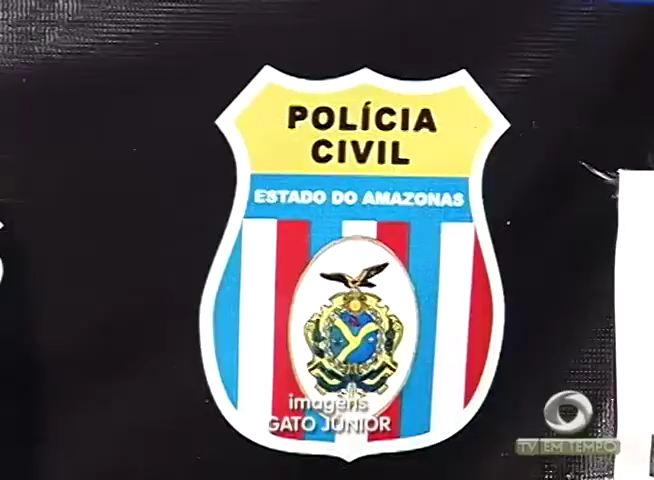 POLÍCIA
CIVIL
ESTADO DO AMAZONAS
imagens
GATO JÚNIOR
TV EM TEMPO